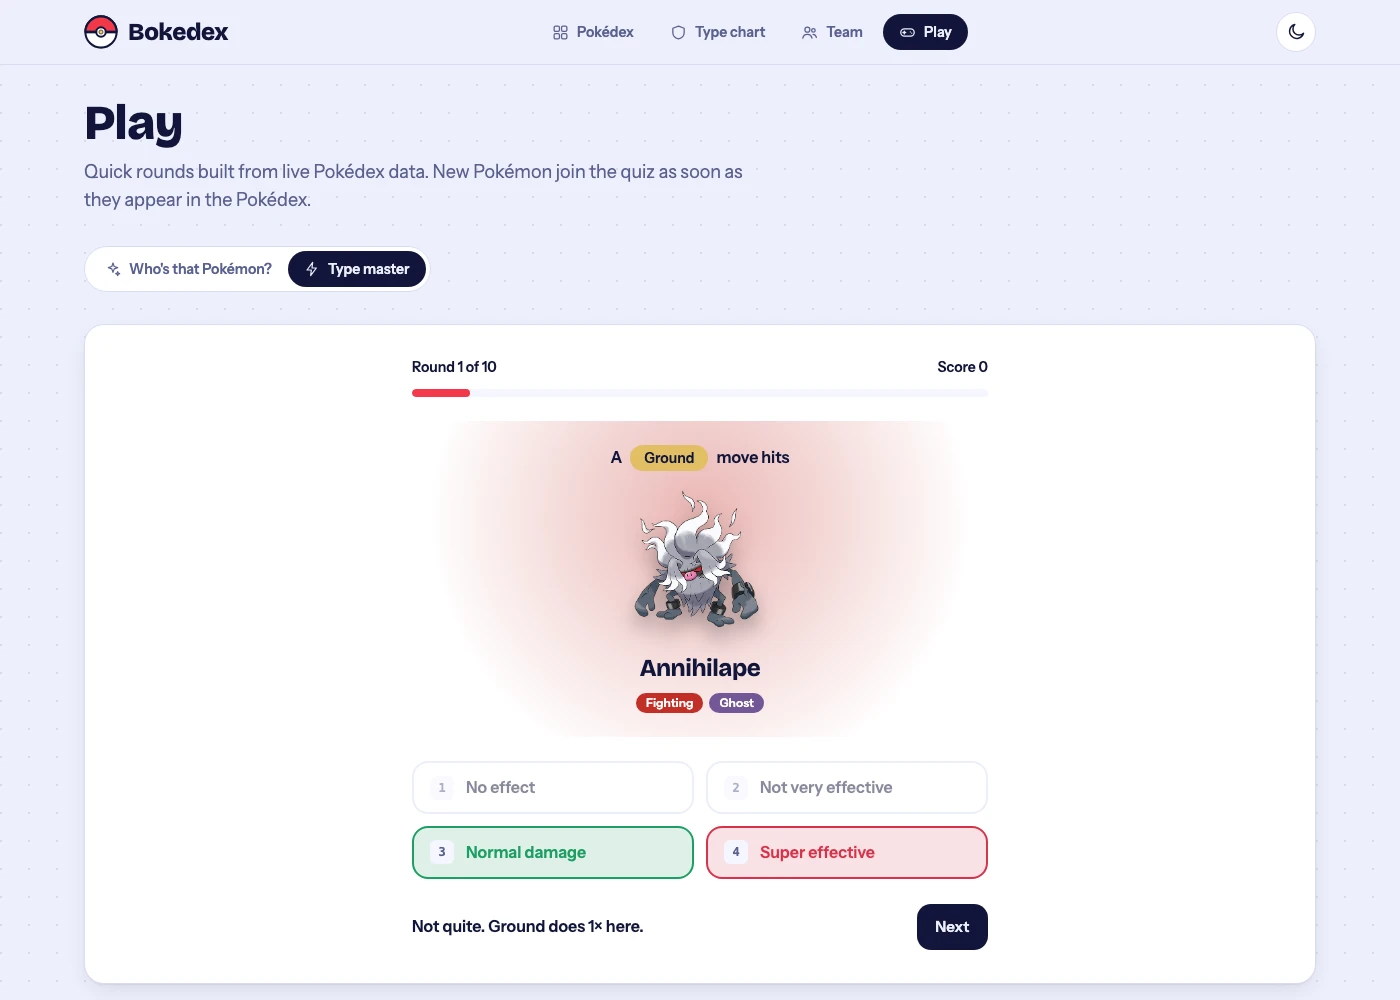 Bokedex
Pokédex
Type chart
Team
Play
Play
Quick rounds built from live Pokédex data. New Pokémon join the quiz as soon as
they appear in the Pokédex.
Who's that Pokémon?
Type master
Round 1 of 10
Score 0
A Ground move hits
Annihilape
Fighting
Ghost
1 No effect
2 Not very effective
3 Normal damage
4 Super effective
Not quite. Ground does 1× here.
Next